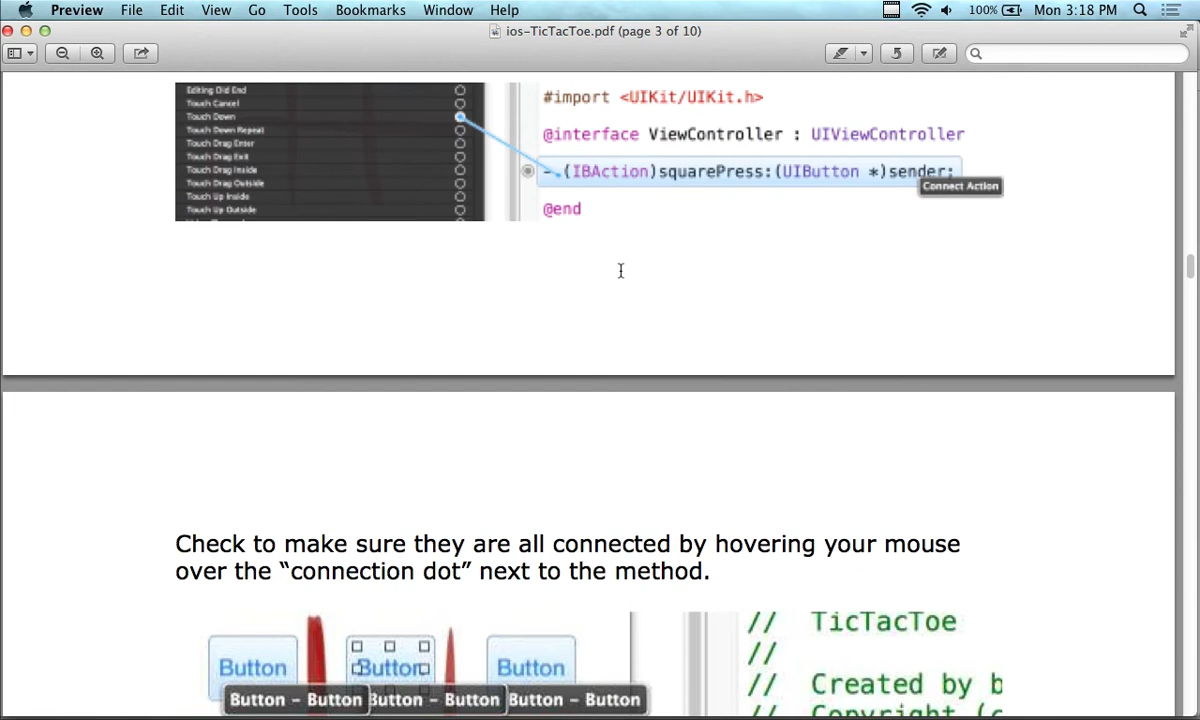 Preview File Edit View Go Tools Bookmarks Window Help 100% Mon 3:18 PM
ios-TicTacToe.pdf (page 3 of 10)
Editing Did End
Touch Cancel
Touch Down
Touch Down Repeat
Touch Drag Enter
Touch Drag Exit
Touch Drag Inside
Touch Drag Outside
Touch Up Inside
Touch Up Outside
#import <UIKit/UIKit.h>
@interface ViewController : UIViewController
- (IBAction)squarePress:(UIButton *)sender;
Connect Action
@end
Check to make sure they are all connected by hovering your mouse
over the “connection dot” next to the method.
Button Button Button
Button - Button Button - Button Button - Button
// TicTacToe
//
// Created by b
// Copyright (c